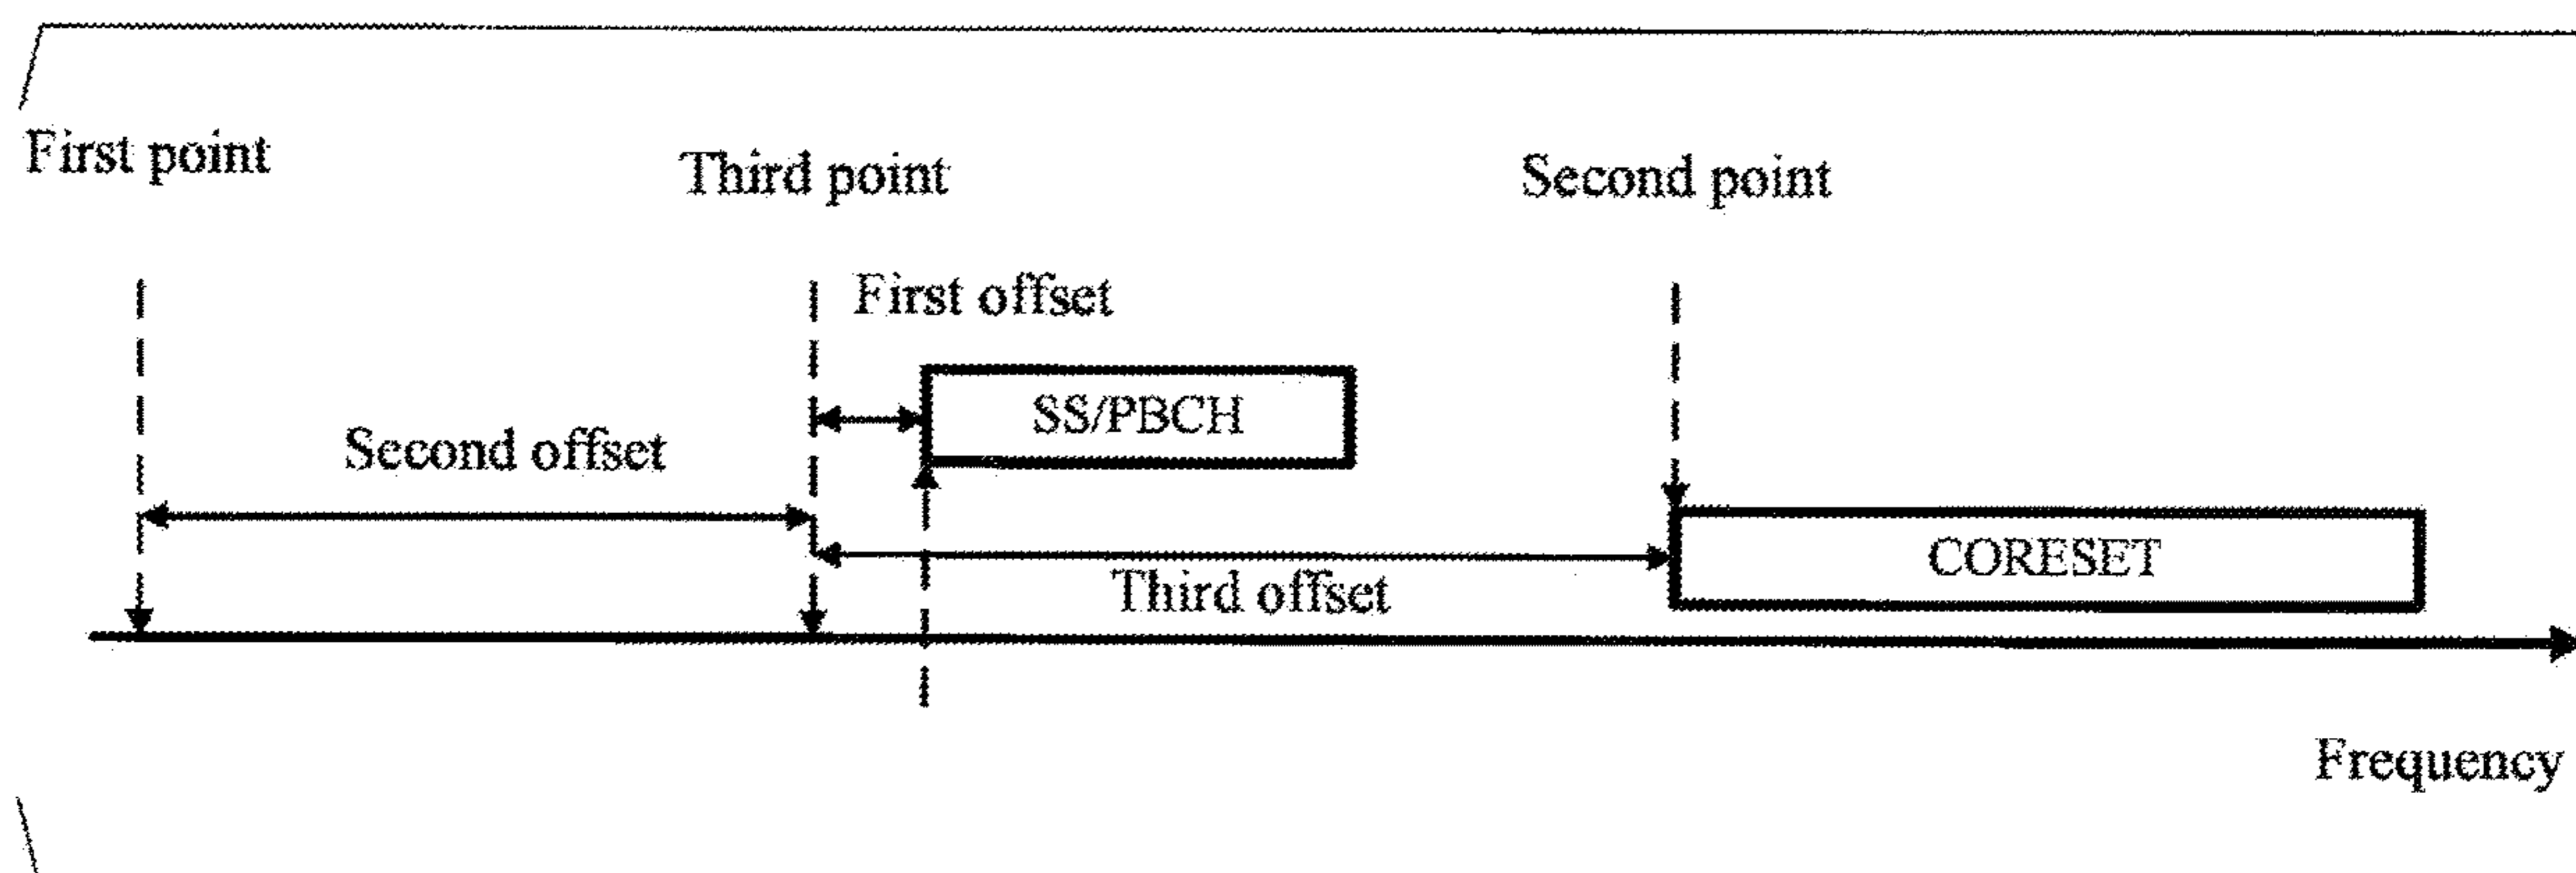 First point
Third point
Second point
First offset
SS/PBCH
Second offset
CORESET
Third offset
Frequency